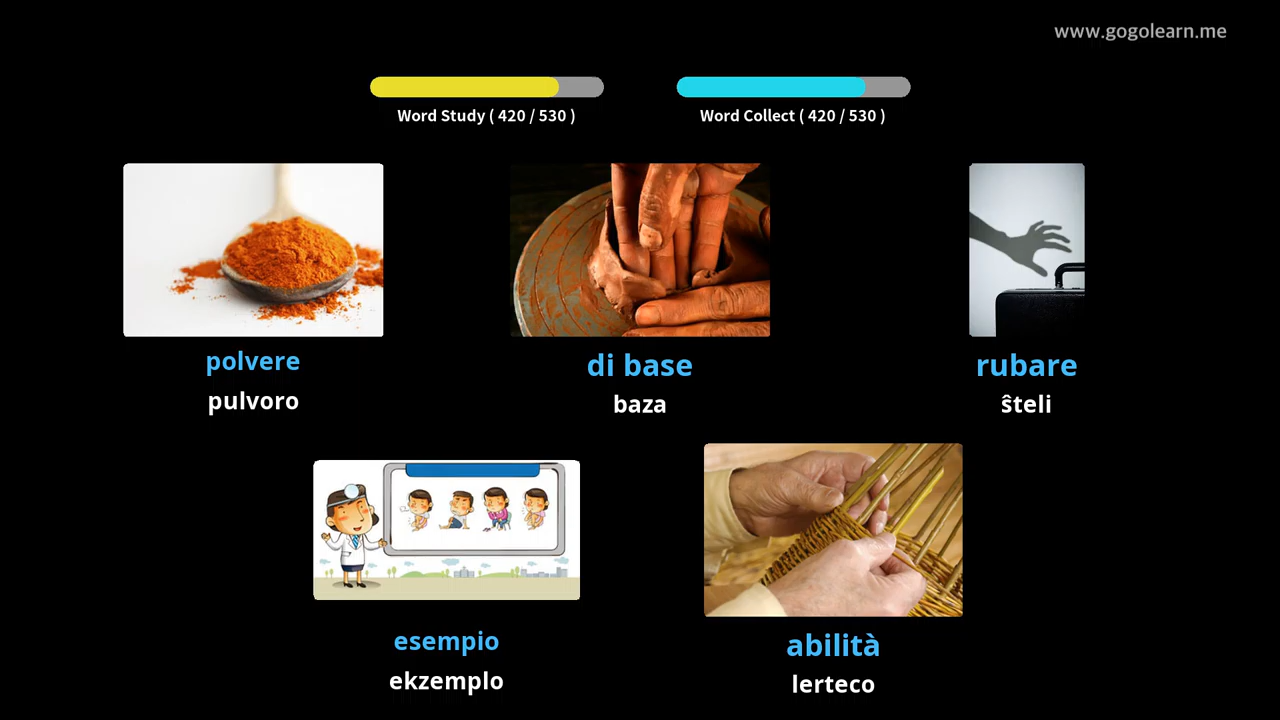 www.gogolearn.me
Word Study ( 420 / 530 )
Word Collect ( 420 / 530 )
polvere
pulvoro
di base
baza
rubare
ŝteli
esempio
ekzemplo
abilità
lerteco